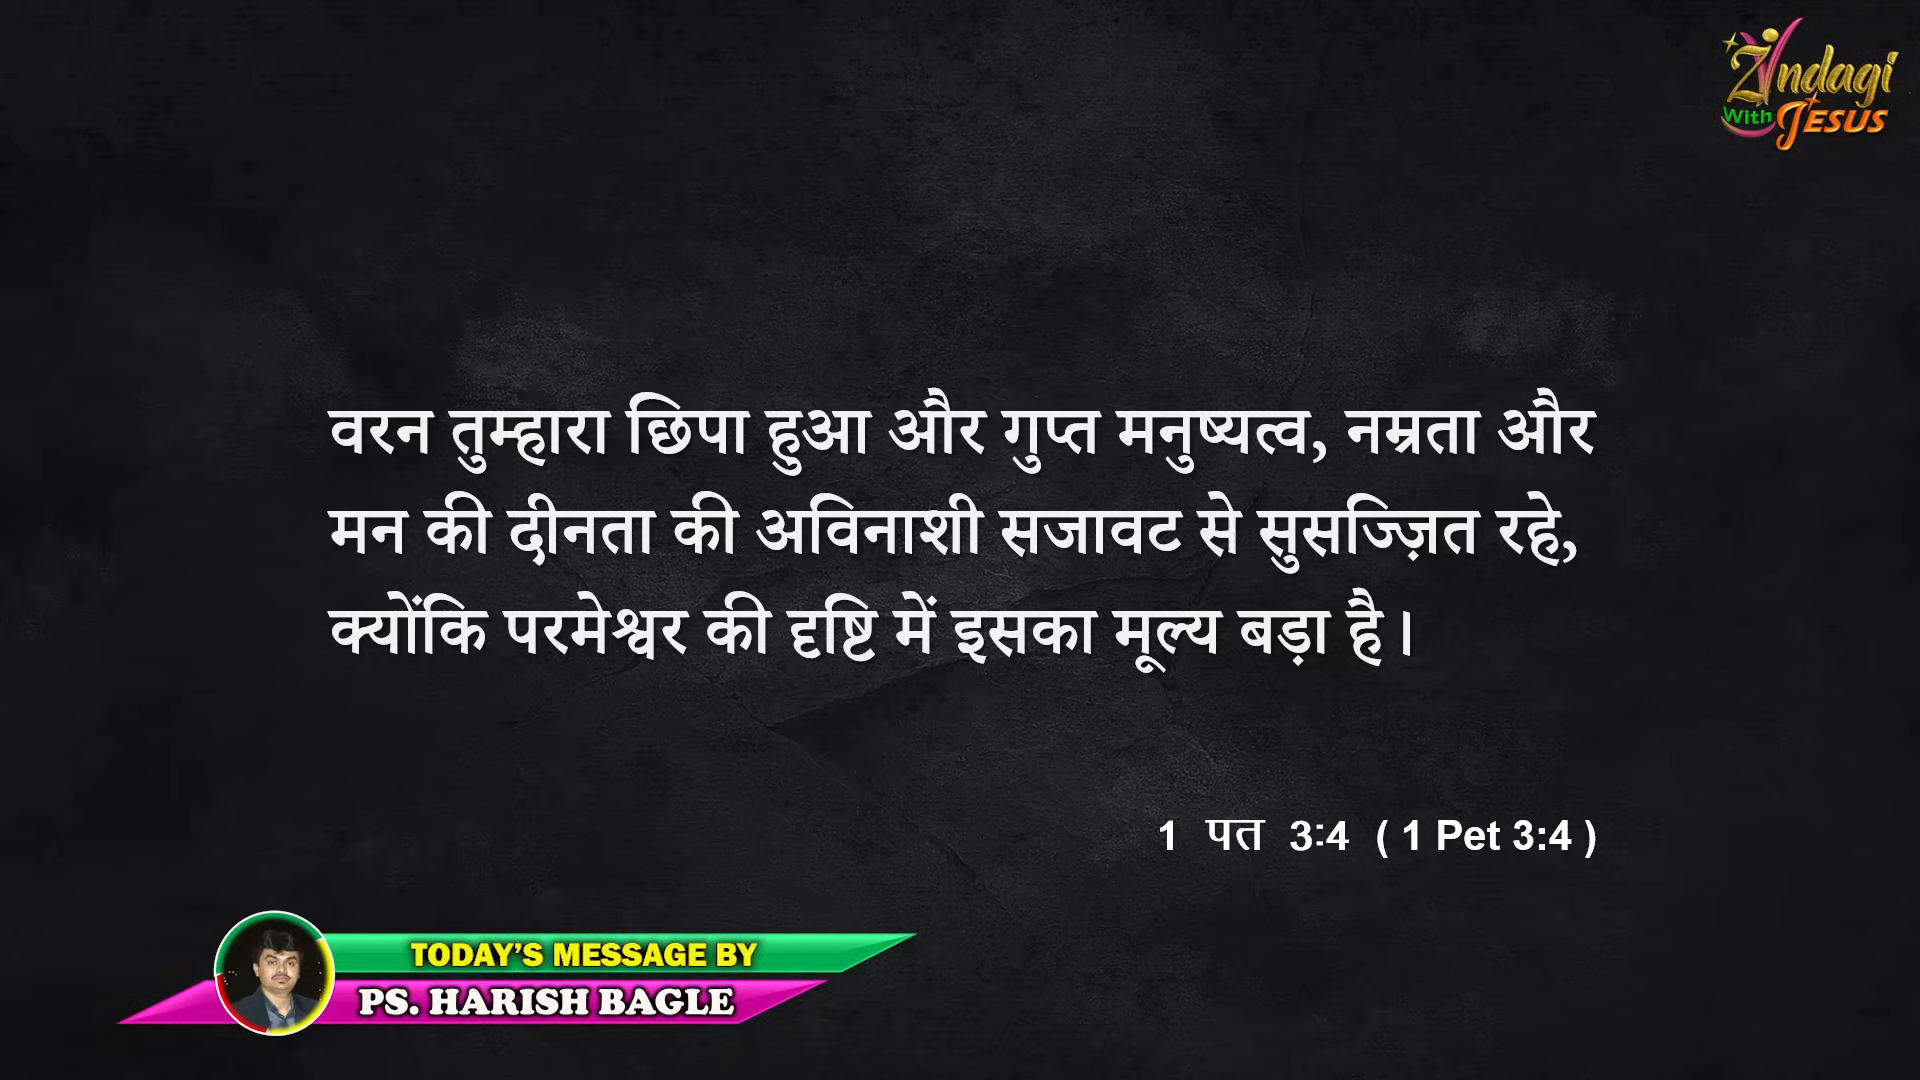 Zindagi
With JESUS
वरन तुम्हारा छिपा हुआ और गुप्त मनुष्यत्व, नम्रता और
मन की दीनता की अविनाशी सजावट से सुसज्ज़ित रहे,
क्योंकि परमेश्वर की दृष्टि में इसका मूल्य बड़ा है।
1 पत 3:4 ( 1 Pet 3:4 )
TODAY'S MESSAGE BY
PS. HARISH BAGLE